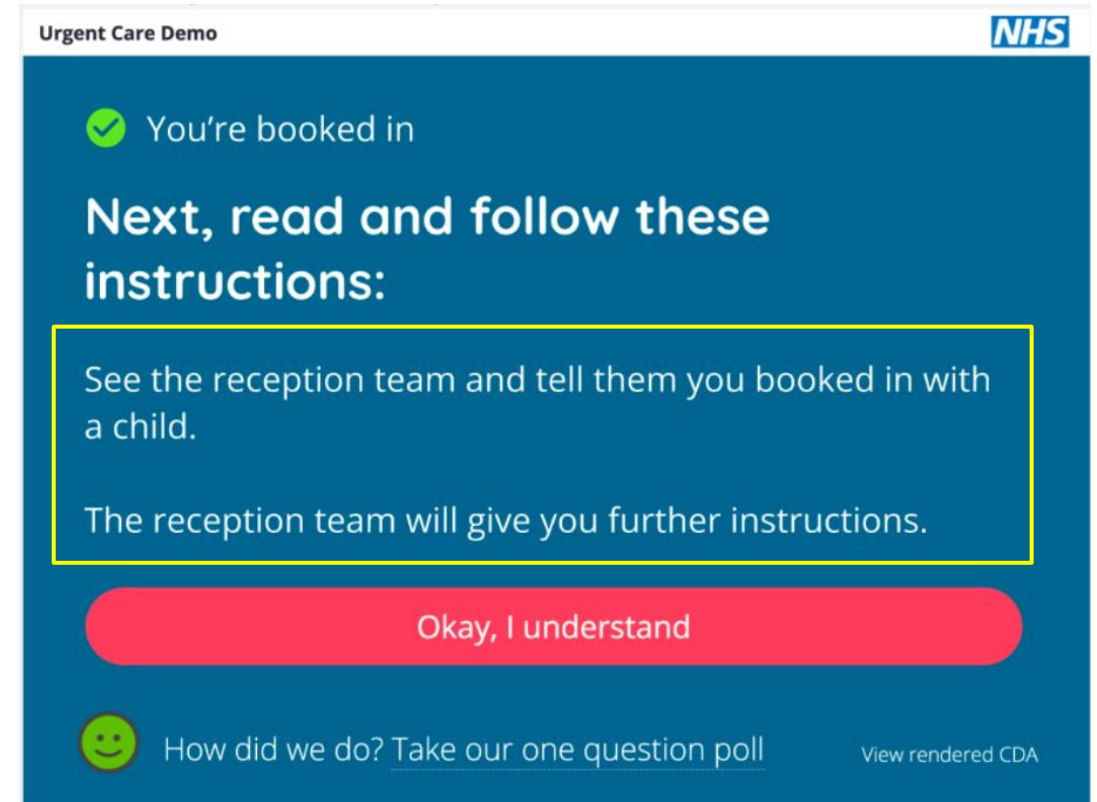 Urgent Care Demo
NHS
You're booked in
Next, read and follow these
instructions:
See the reception team and tell them you booked in with
a child.
The reception team will give you further instructions.
Okay, I understand
How did we do? Take our one question poll
View rendered CDA